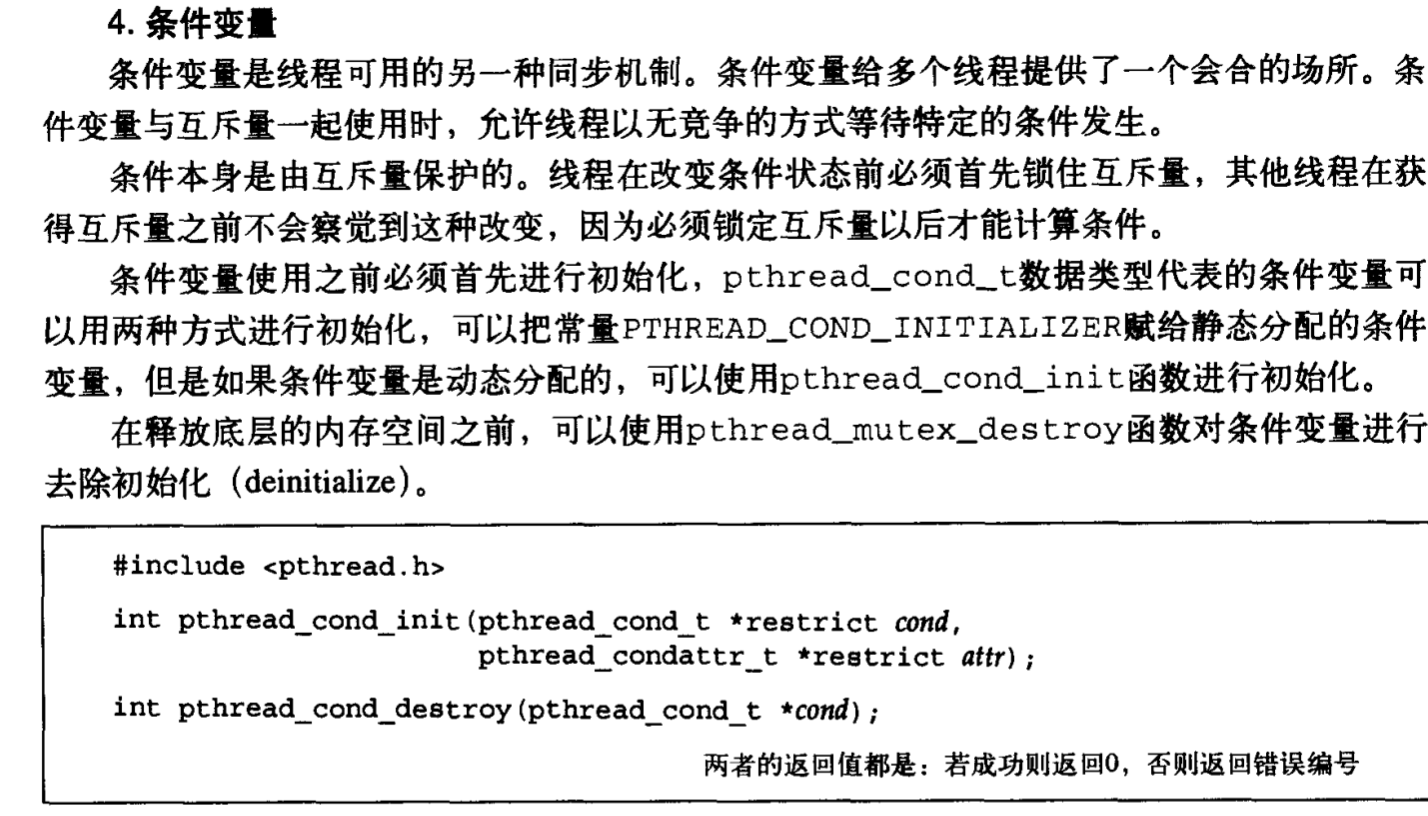 4. 条件变量
条件变量是线程可用的另一种同步机制。条件变量给多个线程提供了一个会合的场所。条
件变量与互斥量一起使用时，允许线程以无竞争的方式等待特定的条件发生。
条件本身是由互斥量保护的。线程在改变条件状态前必须首先锁住互斥量，其他线程在获
得互斥量之前不会察觉到这种改变，因为必须锁定互斥量以后才能计算条件。
条件变量使用之前必须首先进行初始化，pthread_cond_t数据类型代表的条件变量可
以用两种方式进行初始化，可以把常量PTHREAD_COND_INITIALIZER赋给静态分配的条件
变量，但是如果条件变量是动态分配的，可以使用pthread_cond_init函数进行初始化。
在释放底层的内存空间之前，可以使用pthread_mutex_destroy函数对条件变量进行
去除初始化（deinitialize）。
#include <pthread.h>
int pthread_cond_init(pthread_cond_t *restrict cond,
pthread_condattr_t *restrict attr);
int pthread_cond_destroy(pthread_cond_t *cond);
两者的返回值都是：若成功则返回0，否则返回错误编号